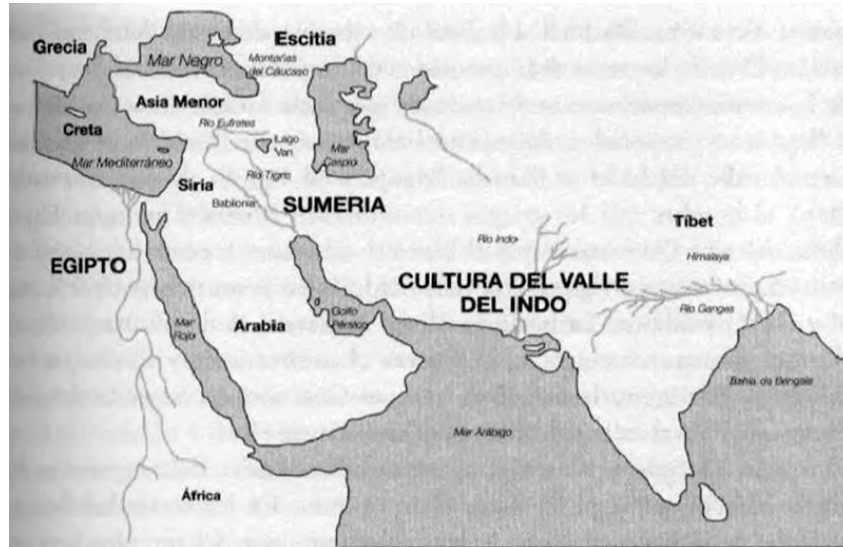 Grecia
Mar Negro
Escitia
Montañas
del Cáucaso
Asia Menor
Creta
Río Eufrates
Lago
Van
Mar
Caspio
Mar Mediterráneo
Río Tigris
Siria
Babilonia
SUMERIA
Tíbet
Río Indo
Himalaya
EGIPTO
CULTURA DEL VALLE
DEL INDO
Golfo
Pérsico
Río Ganges
Mar
Rojo
Arabia
Bahía de Bengala
Mar Arábigo
África